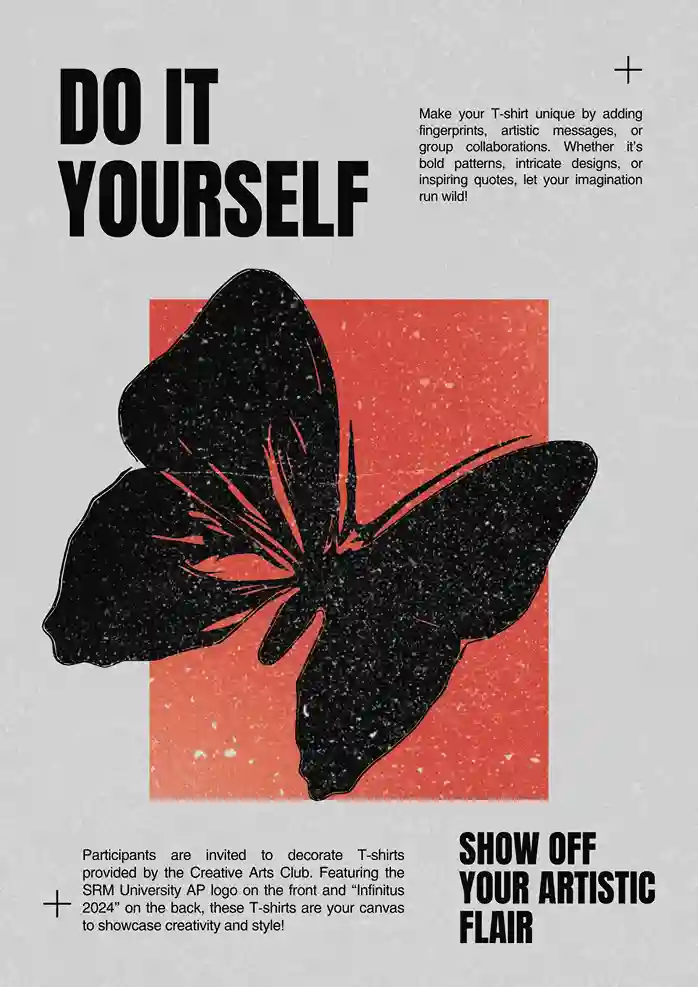 DO IT
YOURSELF
Make your T-shirt unique by adding
fingerprints, artistic messages, or
group collaborations. Whether it's
bold patterns, intricate designs, or
inspiring quotes, let your imagination
run wild!
Participants are invited to decorate T-shirts
provided by the Creative Arts Club. Featuring the
SRM University AP logo on the front and “Infinitus
2024” on the back, these T-shirts are your canvas
to showcase creativity and style!
SHOW OFF
YOUR ARTISTIC
FLAIR